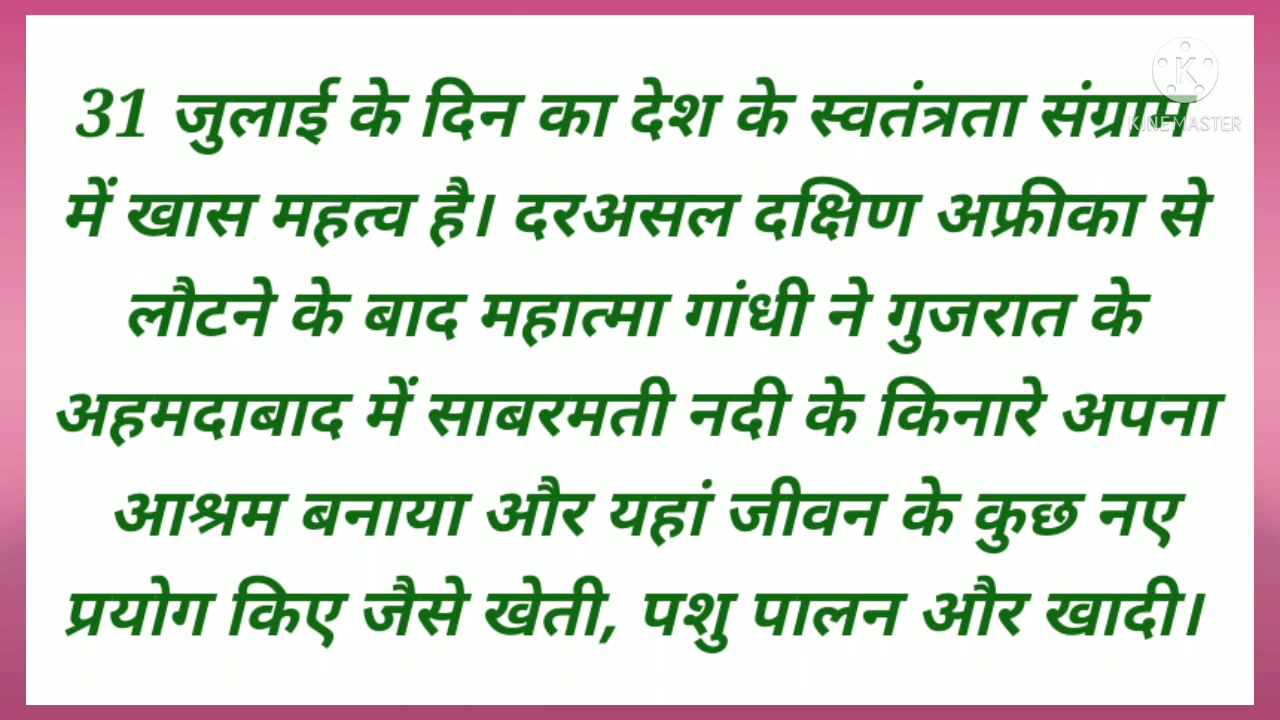 31 जुलाई के दिन का देश के स्वतंत्रता संग्राम
में खास महत्व है। दरअसल दक्षिण अफ्रीका से
लौटने के बाद महात्मा गांधी ने गुजरात के
अहमदाबाद में साबरमती नदी के किनारे अपना
आश्रम बनाया और यहां जीवन के कुछ नए
प्रयोग किए जैसे खेती, पशु पालन और खादी।
K
KINEMASTER